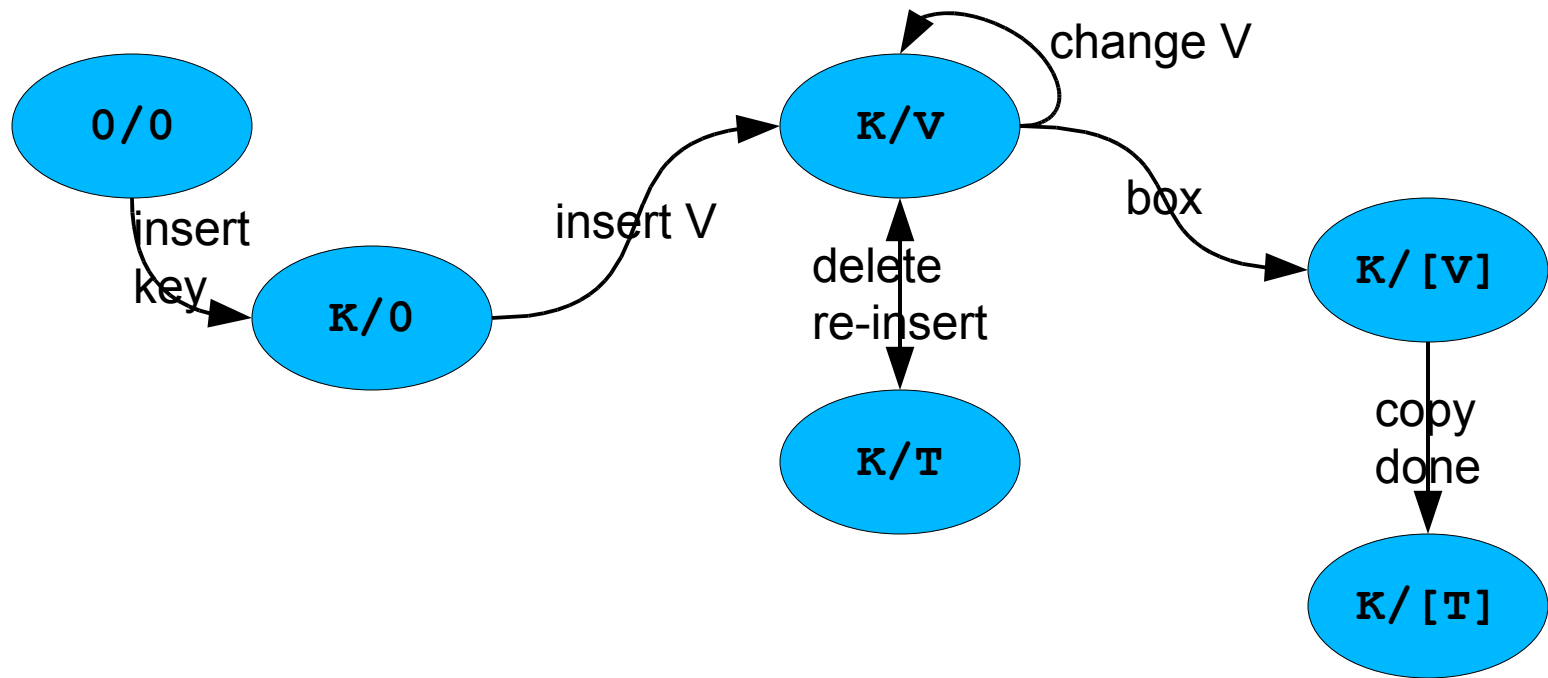 change V
0/0
K/V
box
insert
key
insert V
delete
re-insert
K/[V]
K/0
copy
done
K/T
K/[T]